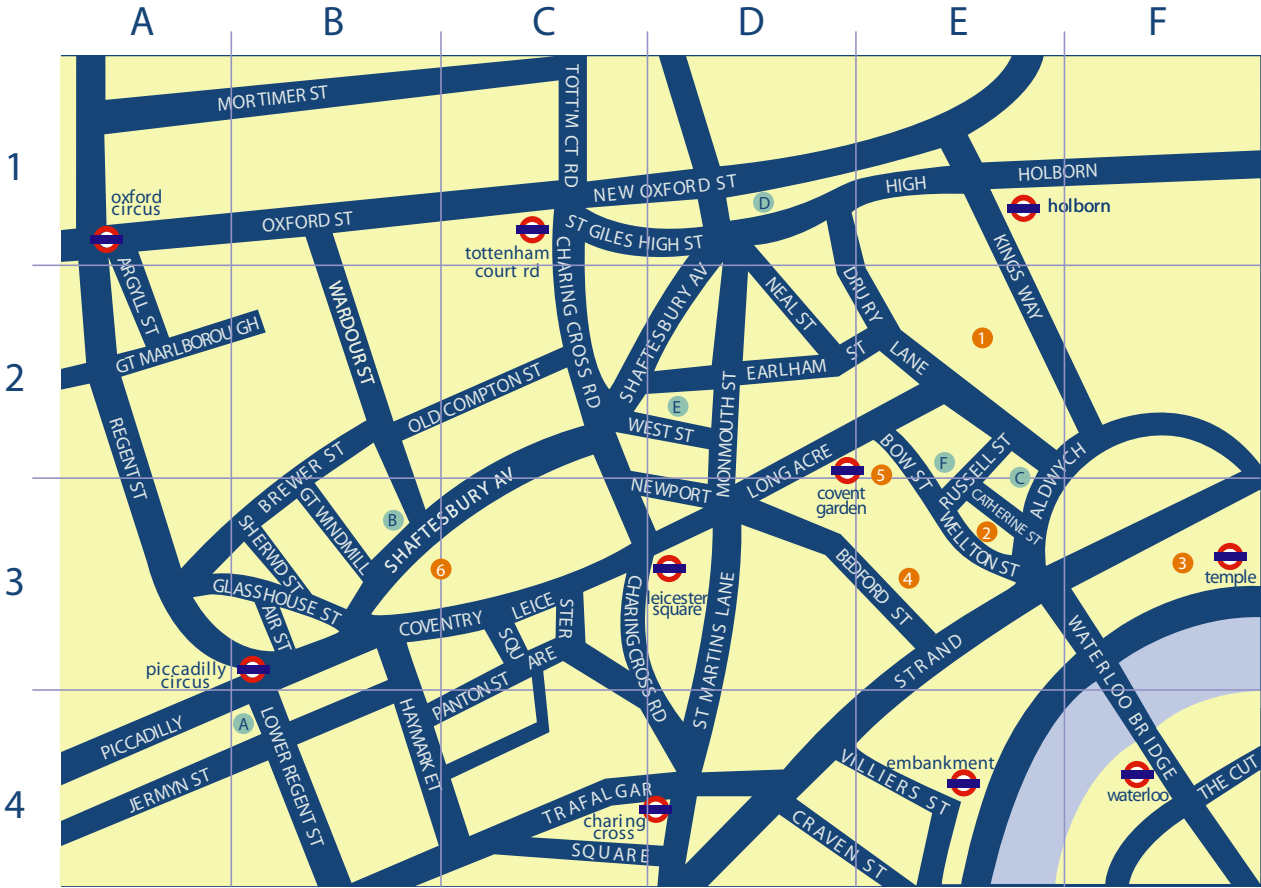 A
B
C
D
E
F
1
2
3
4
MORTIMER ST
TOTT'M CT RD
oxford
circus
OXFORD ST
NEW OXFORD ST
D
HIGH
HOLBORN
holborn
tottenham
court rd
ST GILES HIGH ST
ARGYLL ST
GT MARLBOROUGH
WARDOUR ST
CHARING CROSS RD
SHAFTESBURY AV
NEAL ST
DRURY
LANE
KINGS WAY
1
EARLHAM
ST
REGENT ST
OLD COMPTON ST
E
WEST ST
MONMOUTH ST
LONG ACRE
covent
garden
5
BOW ST
F
RUSSELL ST
C
ALDWYCH
BREWER ST
GT WINDMILL
B
SHAFTESBURY AV
NEWPORT
CATHERINE ST
2
WELLTON ST
SHERWD ST
6
GLASSHOUSE ST
AIR ST
COVENTRY
LEICE
STER
SQU
ARE
leicester
square
CHARING CROSS RD
ST MARTINS LANE
BEDFORD ST
4
3
temple
piccadilly
circus
STRAND
WATERLOO BRIDGE
PANTON ST
PICCADILLY
A
LOWER REGENT ST
HAYMARKET
JERMYN ST
VILLIERS ST
embankment
waterloo
THE CUT
TRAFALGAR
charing
cross
SQUARE
CRAVEN ST